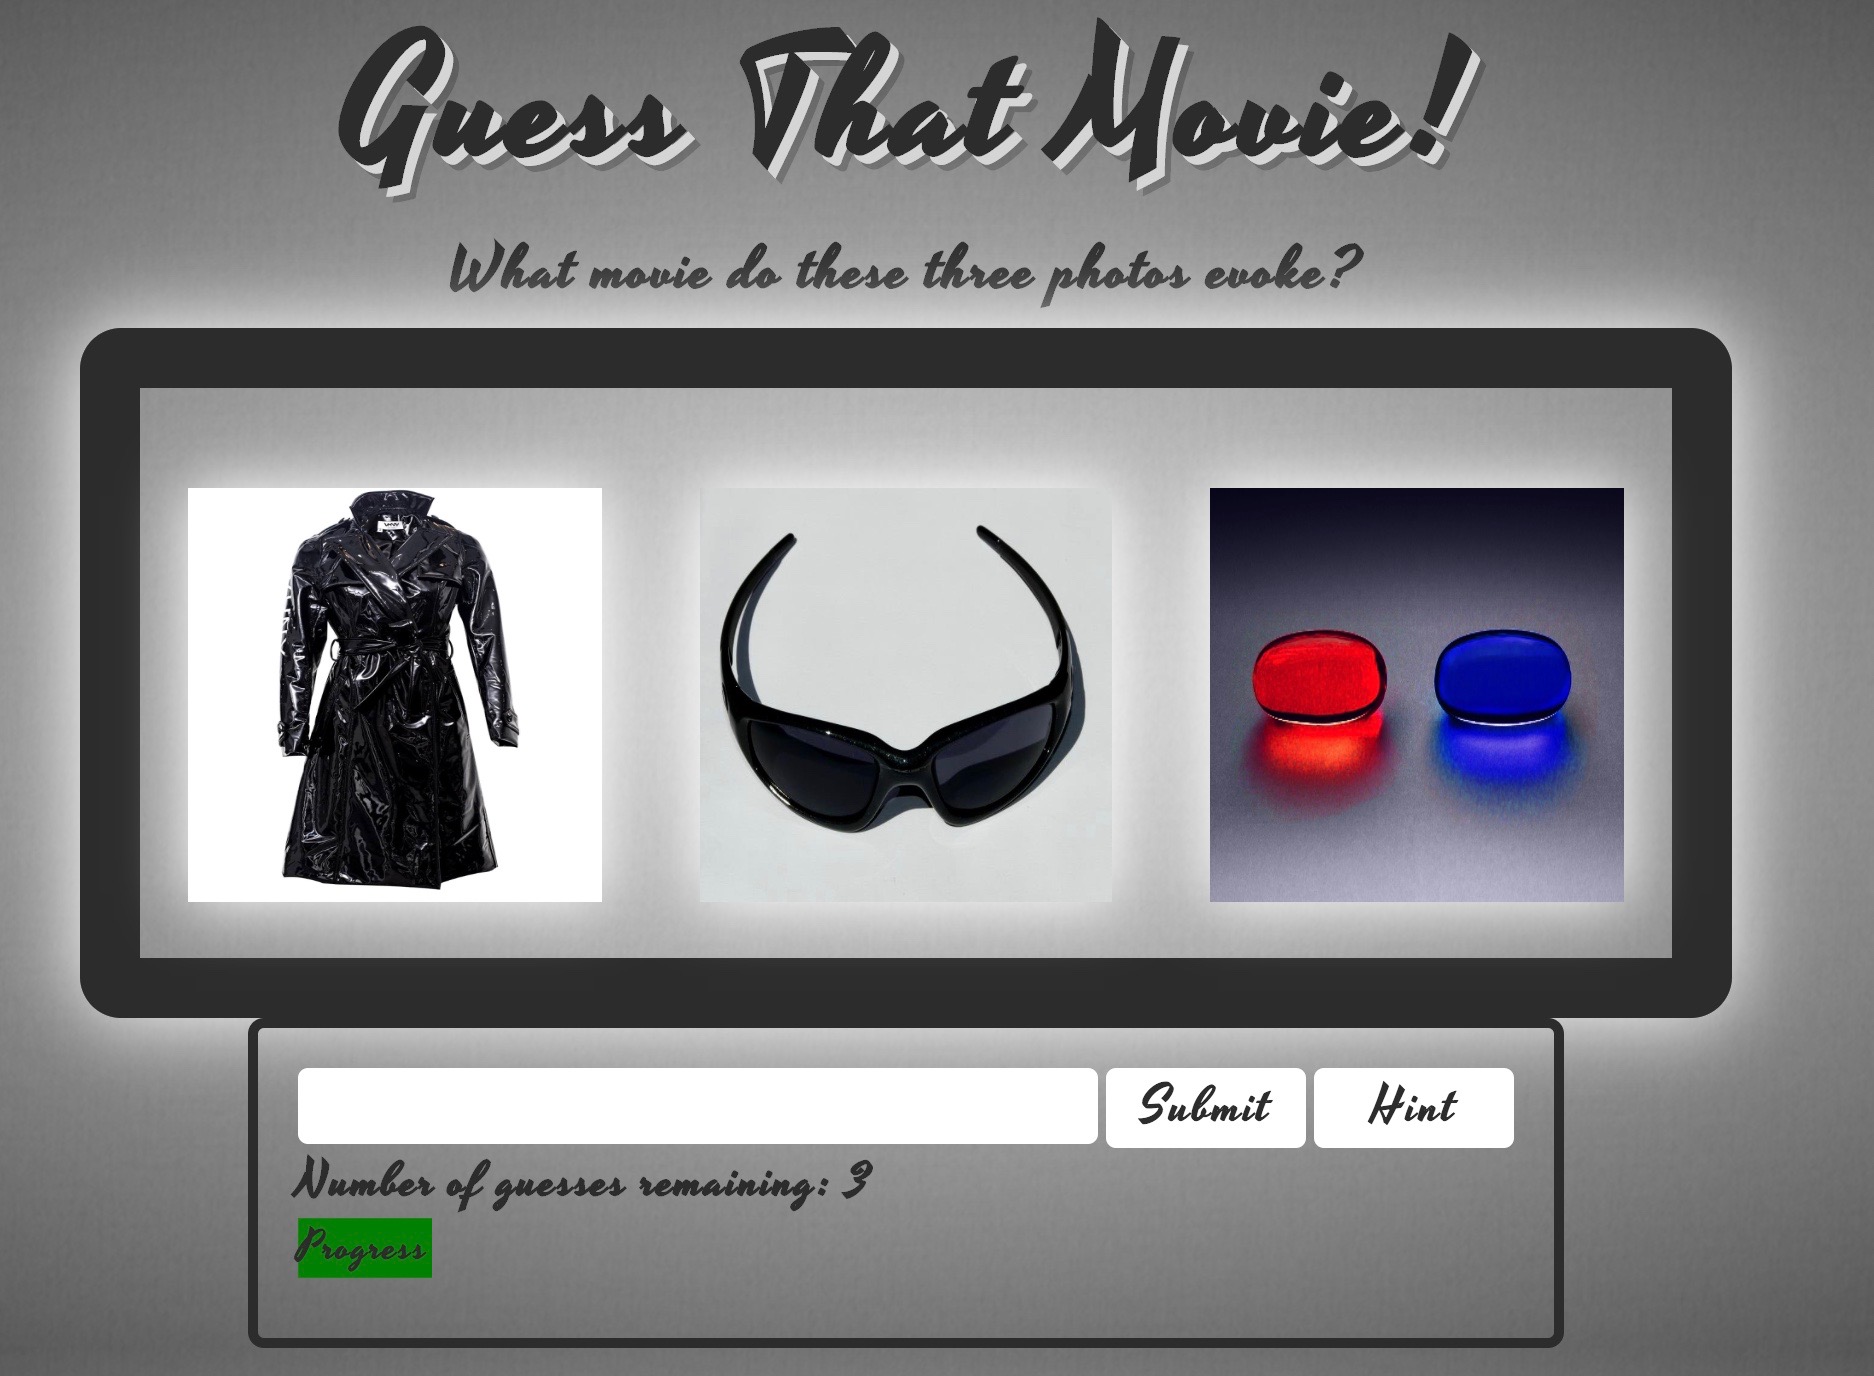 Guess That Movie!
What movie do these three photos evoke?
Submit
Hint
Number of guesses remaining: 3
Progress